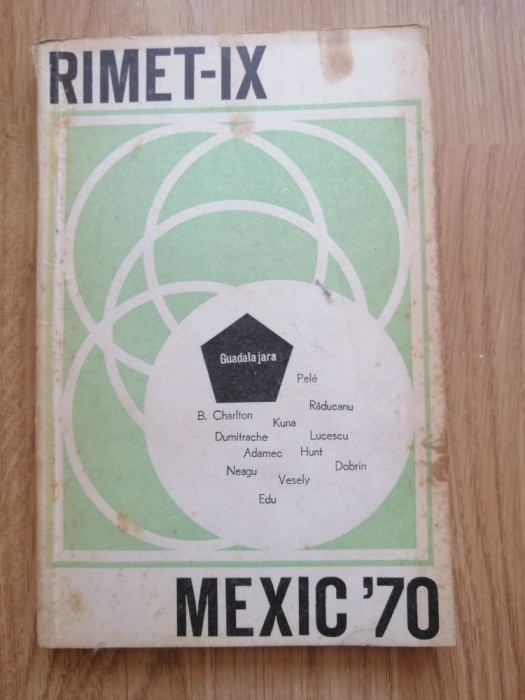 RIMET-IX
Guadalajara
Pelé
Răducanu
B. Charlton
Kuna
Dumitrache
Lucescu
Adamec
Hunt
Dobrin
Neagu
Vesely
Edu
MEXIC '70